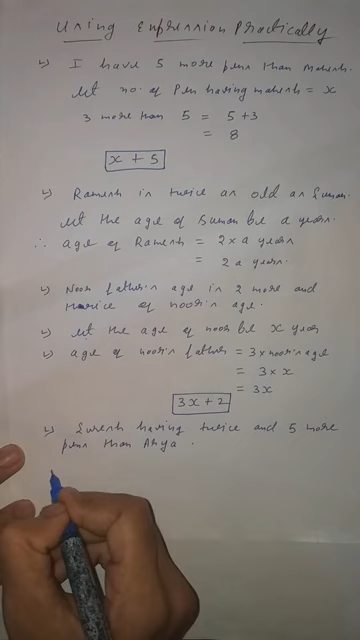 Using Expression Practically
↳ I have 5 more pens than Mahesh.
Let no. of Pen having mahesh = x
3 more than 5 = 5+3
= 8
x + 5
↳ Ramesh is twice as old as Suman.
Let the age of Suman be a years.
∴ age of Ramesh = 2 x a years
= 2 a years.
↳ Noor father's age is 2 more and
thrice of noor's age.
↳ Let the age of noor be x years
↳ age of noor's father = 3 x noor's age
= 3 x x
= 3x
3x + 2
↳ Suresh having twice and 5 more
pens than Arya.